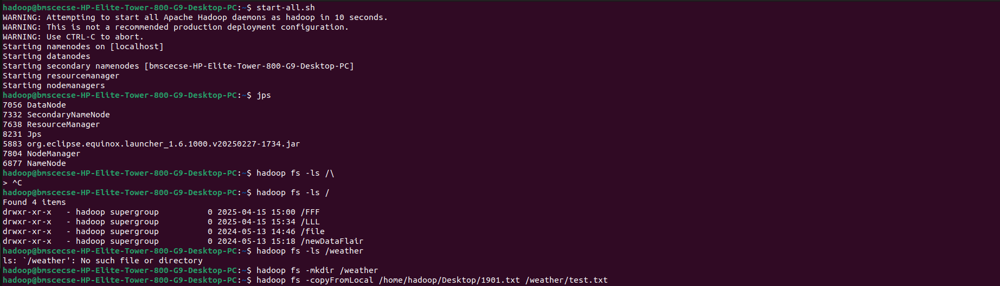 hadoop@bmscecse-HP-Elite-Tower-800-G9-Desktop-PC:~$ start-all.sh
WARNING: Attempting to start all Apache Hadoop daemons as hadoop in 10 seconds.
WARNING: This is not a recommended production deployment configuration.
WARNING: Use CTRL-C to abort.
Starting namenodes on [localhost]
Starting datanodes
Starting secondary namenodes [bmscecse-HP-Elite-Tower-800-G9-Desktop-PC]
Starting resourcemanager
Starting nodemanagers
hadoop@bmscecse-HP-Elite-Tower-800-G9-Desktop-PC:~$ jps
7056 DataNode
7332 SecondaryNameNode
7638 ResourceManager
8231 Jps
5883 org.eclipse.equinox.launcher_1.6.1000.v20250227-1734.jar
7804 NodeManager
6877 NameNode
hadoop@bmscecse-HP-Elite-Tower-800-G9-Desktop-PC:~$ hadoop fs -ls /\
> ^C
hadoop@bmscecse-HP-Elite-Tower-800-G9-Desktop-PC:~$ hadoop fs -ls /
Found 4 items
drwxr-xr-x   - hadoop supergroup          0 2025-04-15 15:00 /FFF
drwxr-xr-x   - hadoop supergroup          0 2025-04-15 15:34 /LLL
drwxr-xr-x   - hadoop supergroup          0 2024-05-13 14:46 /file
drwxr-xr-x   - hadoop supergroup          0 2024-05-13 15:18 /newDataFlair
hadoop@bmscecse-HP-Elite-Tower-800-G9-Desktop-PC:~$ hadoop fs -ls /weather
ls: `/weather': No such file or directory
hadoop@bmscecse-HP-Elite-Tower-800-G9-Desktop-PC:~$ hadoop fs -mkdir /weather
hadoop@bmscecse-HP-Elite-Tower-800-G9-Desktop-PC:~$ hadoop fs -copyFromLocal /home/hadoop/Desktop/1901.txt /weather/test.txt